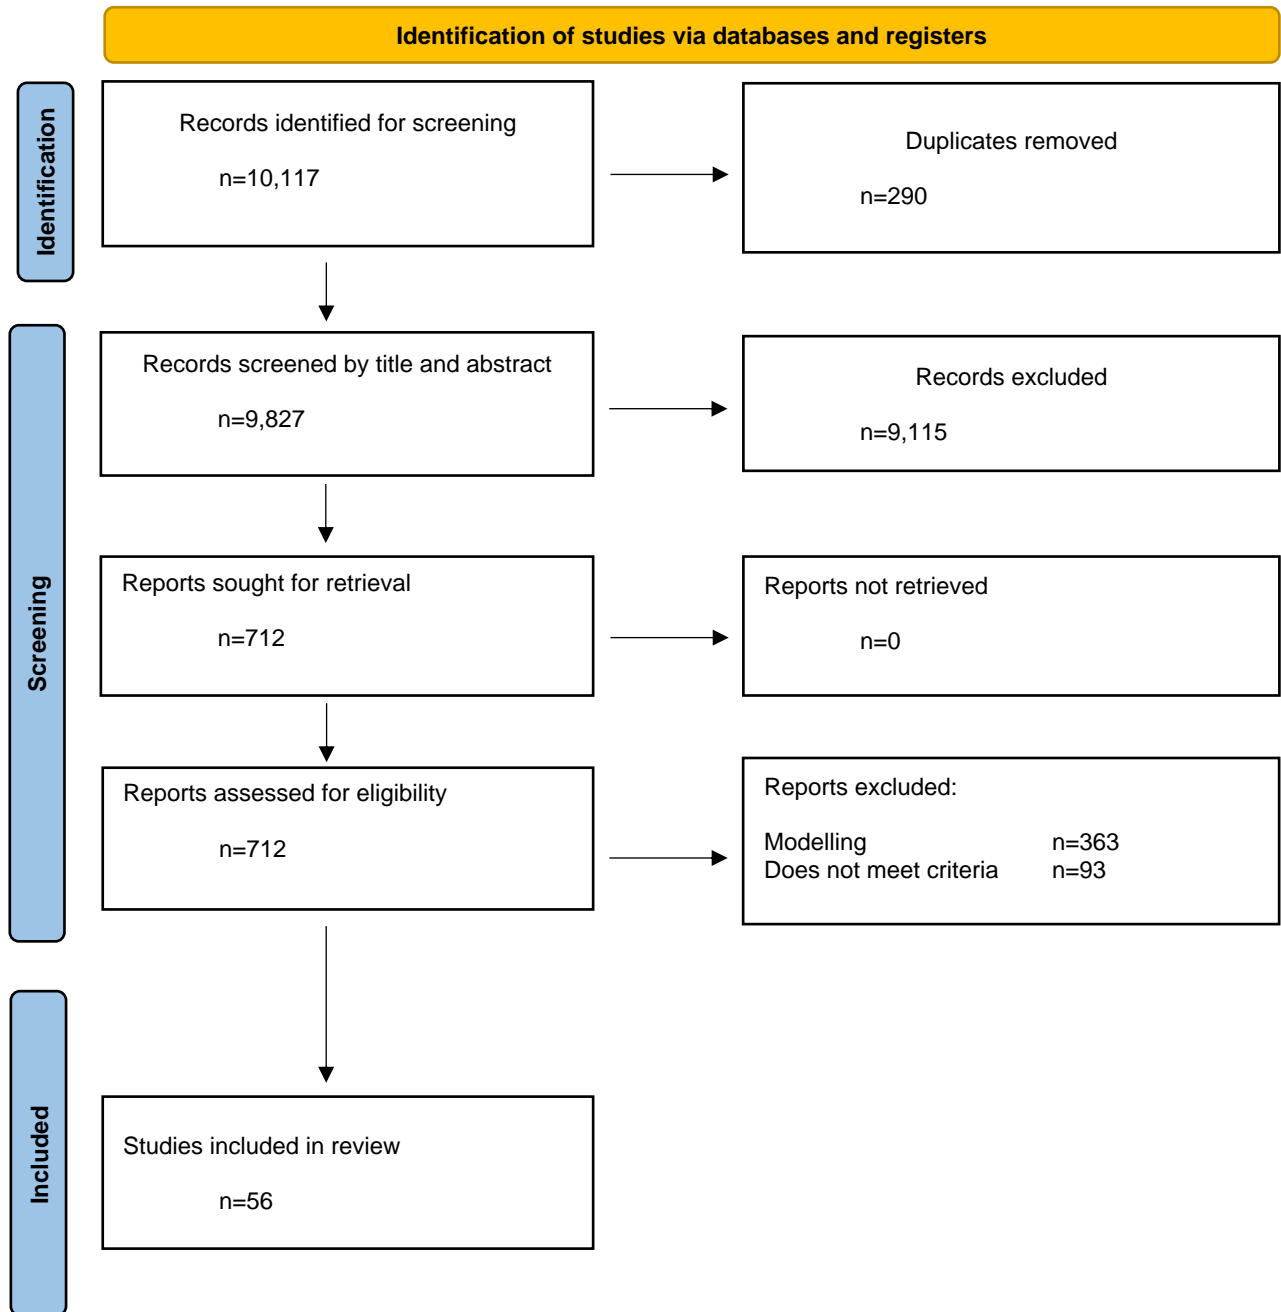 Identification of studies via databases and registers
Identification
Records identified for screening
n=10,117
Duplicates removed
n=290
Screening
Records screened by title and abstract
n=9,827
Records excluded
n=9,115
Reports sought for retrieval
n=712
Reports not retrieved
n=0
Reports assessed for eligibility
n=712
Reports excluded:
Modelling n=363
Does not meet criteria n=93
Included
Studies included in review
n=56